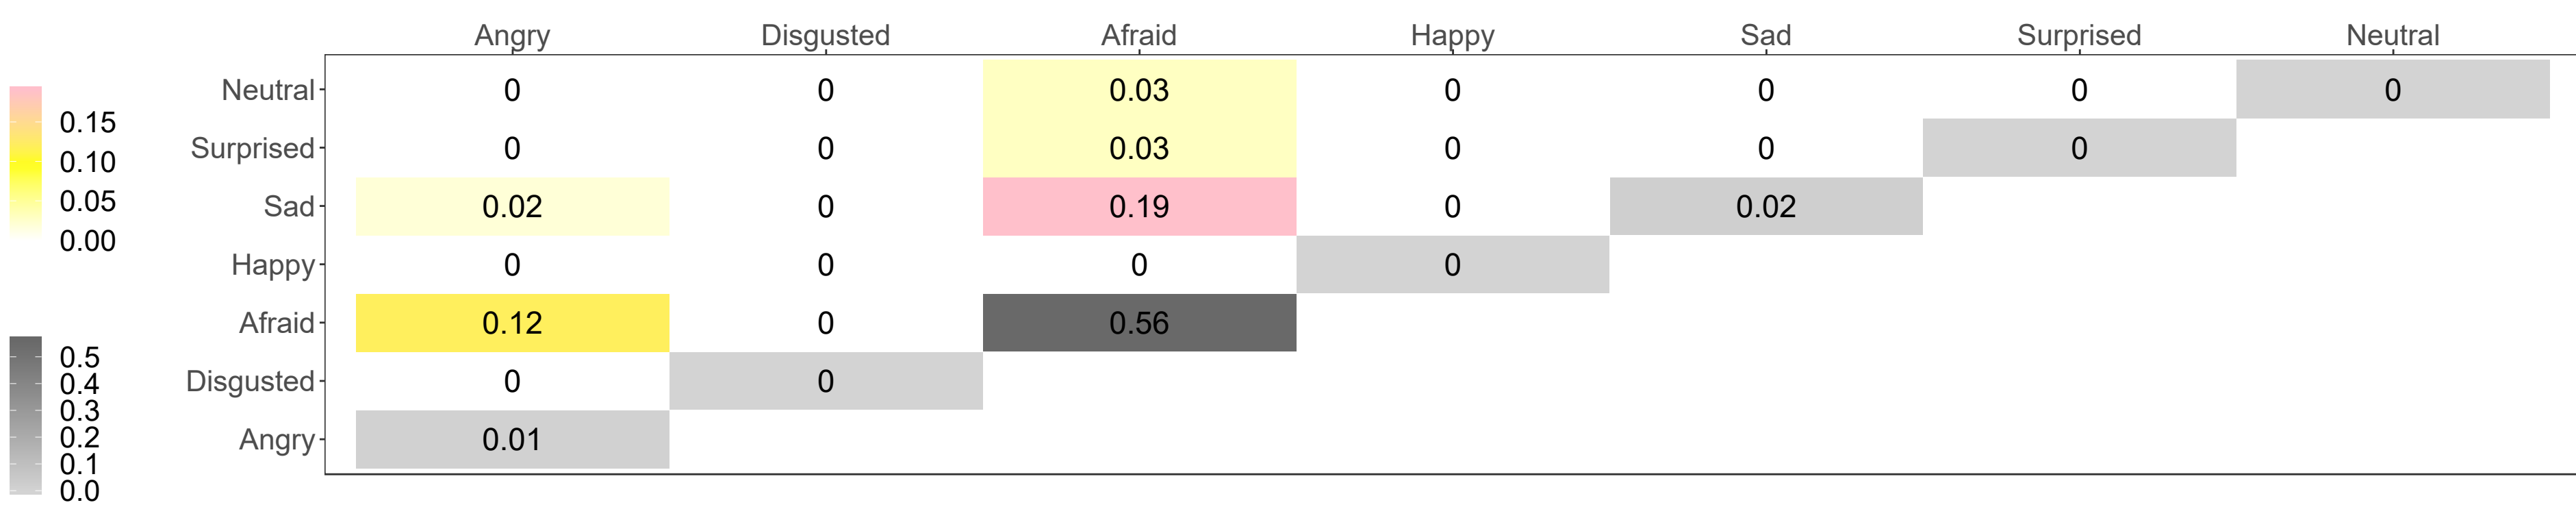 Angry Disgusted Afraid Happy Sad Surprised Neutral
Neutral 0 0 0.03 0 0 0 0
Surprised 0 0 0.03 0 0 0
Sad 0.02 0 0.19 0 0.02
Happy 0 0 0 0
Afraid 0.12 0 0.56
Disgusted 0 0
Angry 0.01
0.15
0.10
0.05
0.00
0.5
0.4
0.3
0.2
0.1
0.0